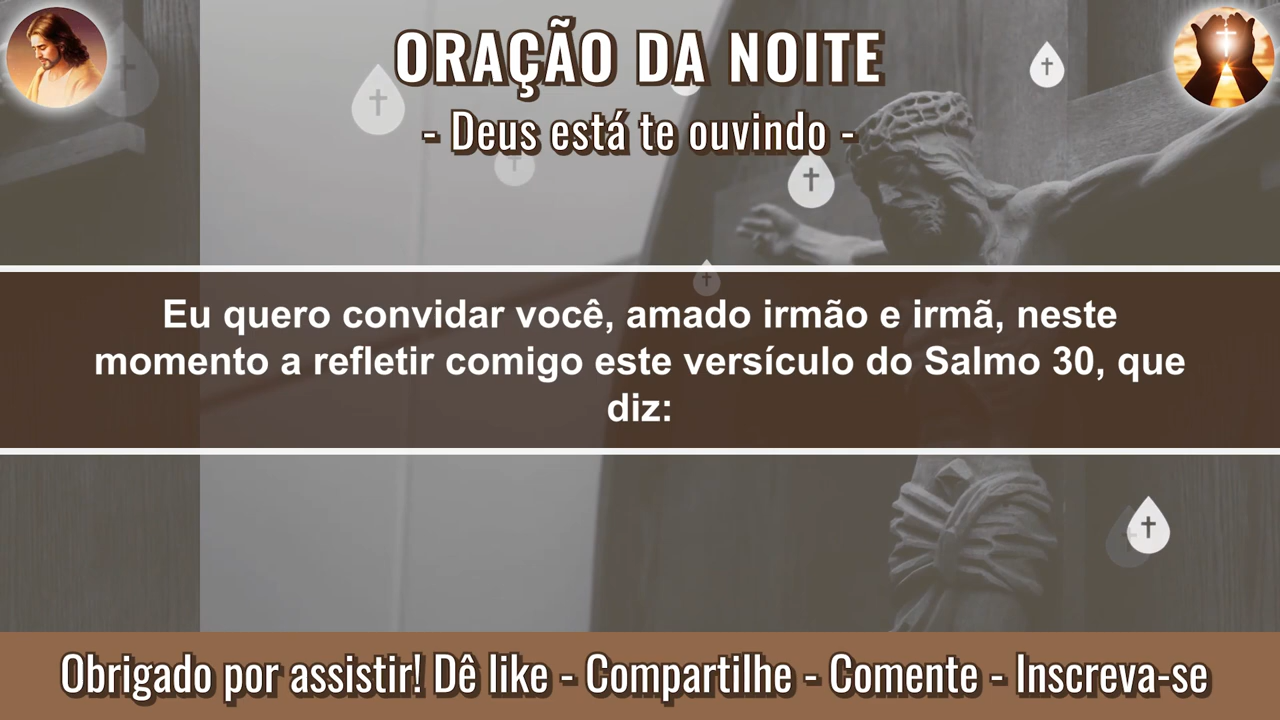 ORAÇÃO DA NOITE
- Deus está te ouvindo -
Eu quero convidar você, amado irmão e irmã, neste
momento a refletir comigo este versículo do Salmo 30, que
diz:
Obrigado por assistir! Dê like - Compartilhe - Comente - Inscreva-se